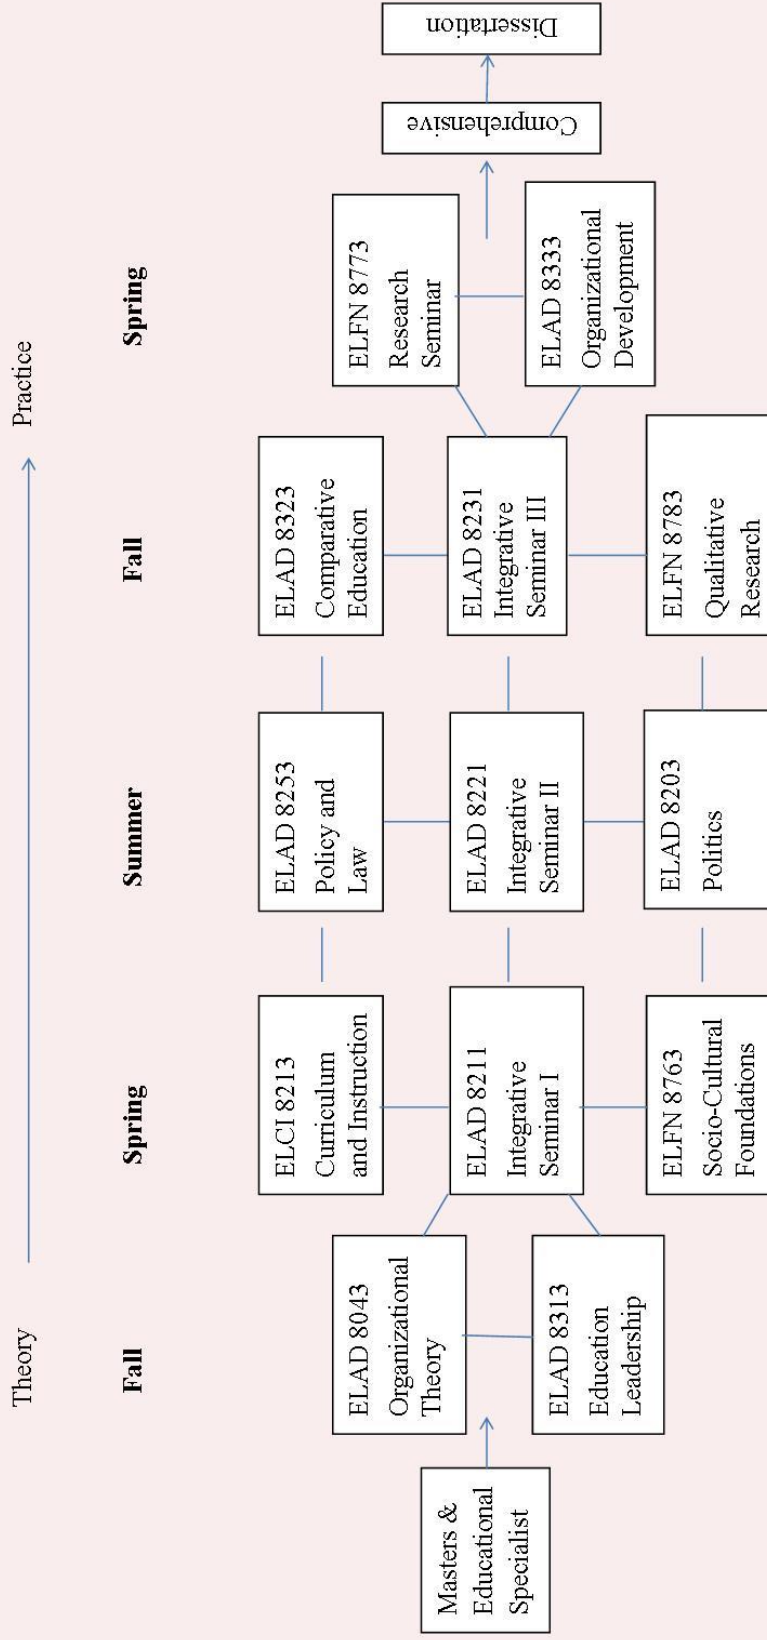 Theory
Practice
Fall
Spring
Summer
Fall
Spring
Masters &
Educational
Specialist
ELAD 8043
Organizational
Theory
ELAD 8313
Education
Leadership
ELCI 8213
Curriculum
and Instruction
ELAD 8211
Integrative
Seminar I
ELFN 8763
Socio-Cultural
Foundations
ELAD 8253
Policy and
Law
ELAD 8221
Integrative
Seminar II
ELAD 8203
Politics
ELAD 8323
Comparative
Education
ELAD 8231
Integrative
Seminar III
ELFN 8783
Qualitative
Research
ELFN 8773
Research
Seminar
ELAD 8333
Organizational
Development
Comprehensive
Dissertation